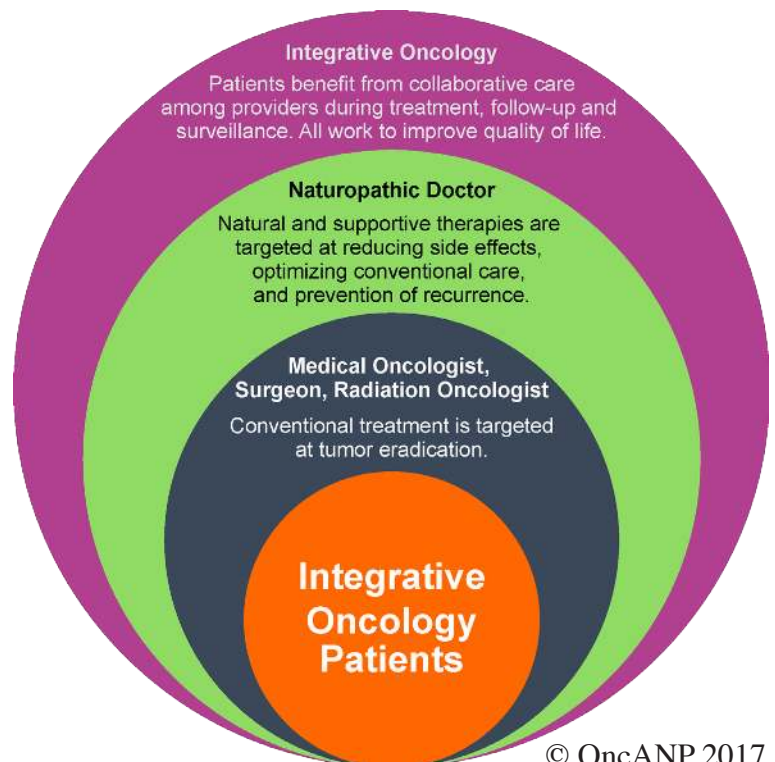 Integrative Oncology
Patients benefit from collaborative care
among providers during treatment, follow-up and
surveillance. All work to improve quality of life.
Naturopathic Doctor
Natural and supportive therapies are
targeted at reducing side effects,
optimizing conventional care,
and prevention of recurrence.
Medical Oncologist,
Surgeon, Radiation Oncologist
Conventional treatment is targeted
at tumor eradication.
Integrative
Oncology
Patients
© OncANP 2017